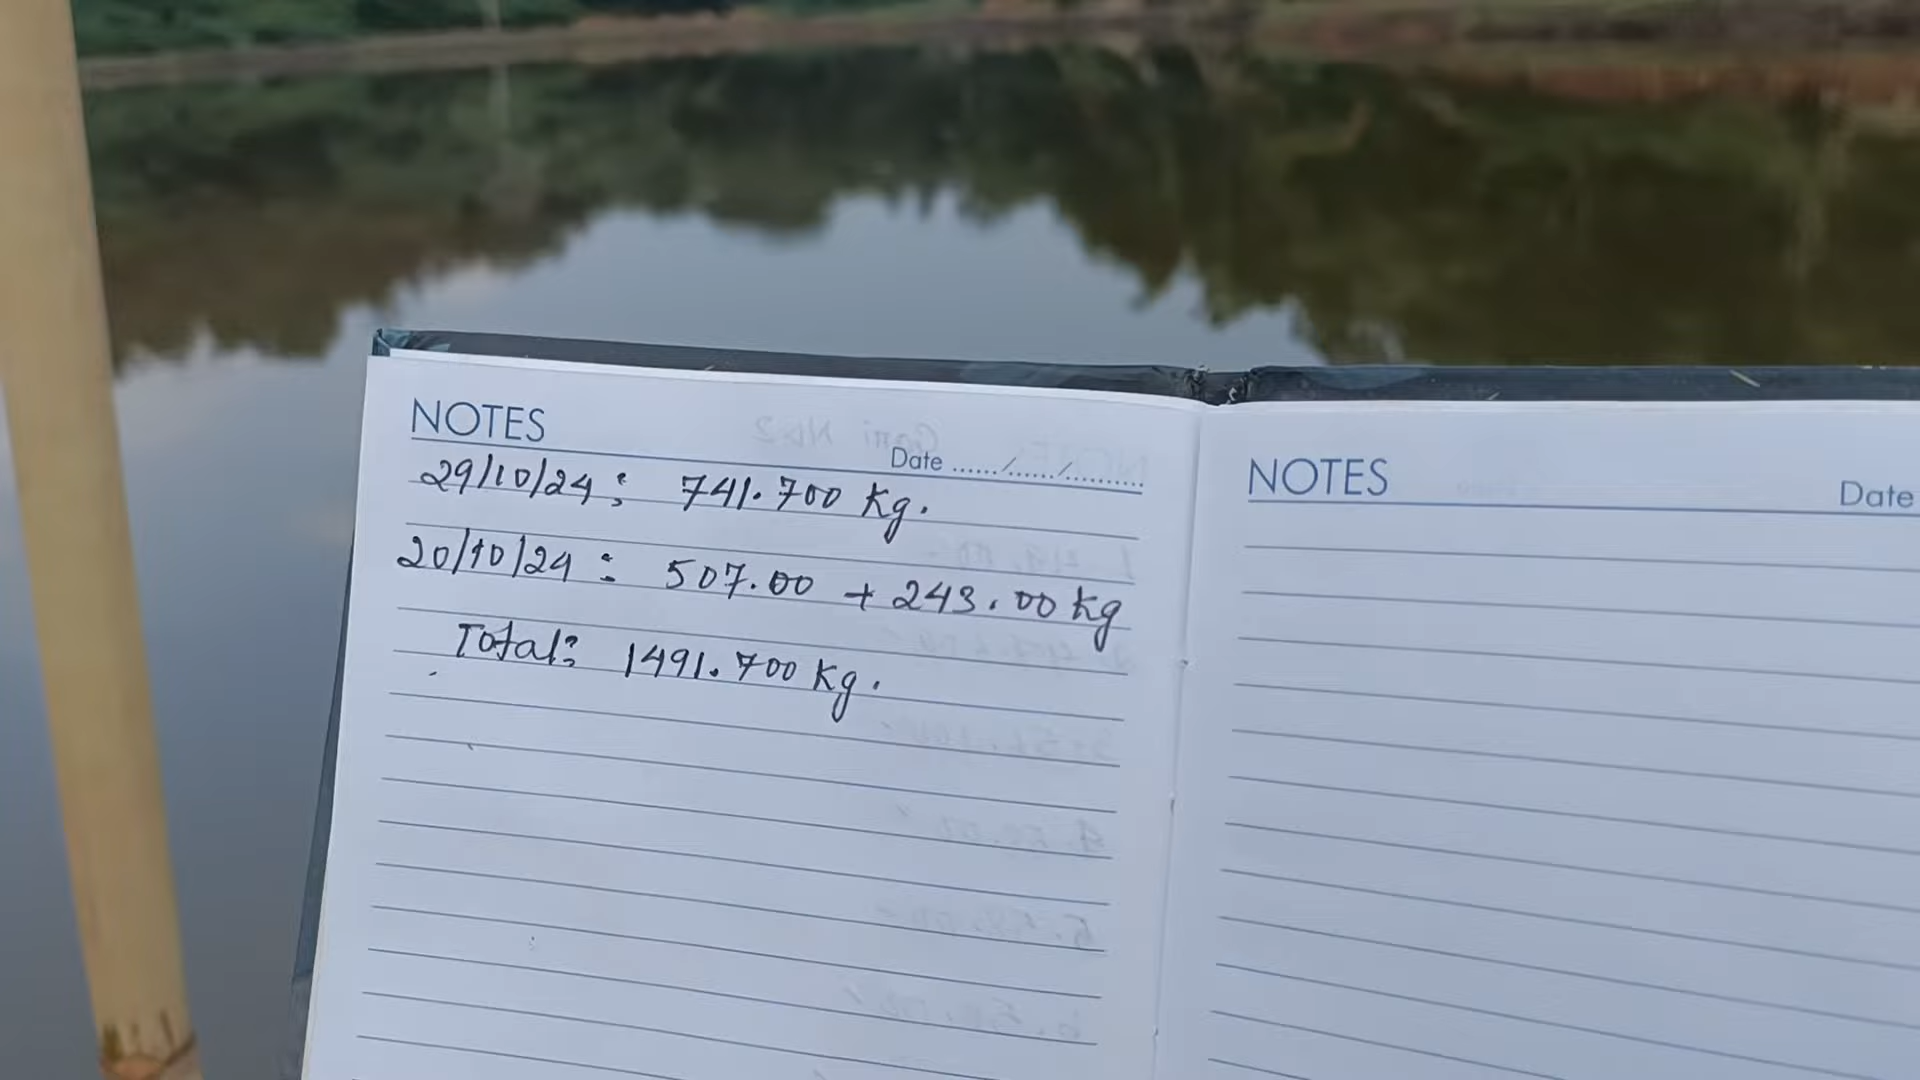 NOTES
Date ....../....../..........
29/10/24 : 741.700 Kg.
20/10/24 : 507.00 + 243.00 Kg
Total: 1491.700 Kg.
NOTES
Date